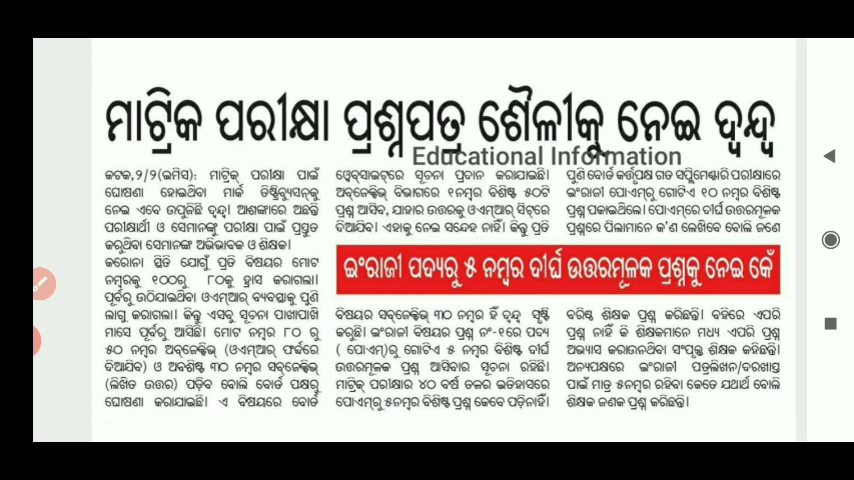 ମାଟ୍ରିକ ପରୀକ୍ଷା ପ୍ରଶ୍ନପତ୍ର ଶୈଳୀକୁ ନେଇ ଦ୍ୱନ୍ଦ୍ୱ
Educational Information
କଟକ,୨/୨(ଇମିସ): ମାଟ୍ରିକ୍ ପରୀକ୍ଷା ପାଇଁ
ଘୋଷଣା ହୋଇଥିବା ମାର୍କ ଡିଷ୍ଟ୍ରିବ୍ୟୁସନ୍‌କୁ
ନେଇ ଏବେ ଉପୁଜିଛି ଦ୍ୱନ୍ଦ୍ୱ। ଆଶଙ୍କାରେ ଅଛନ୍ତି
ପରୀକ୍ଷାର୍ଥୀ ଓ ସେମାନଙ୍କୁ ପରୀକ୍ଷା ପାଇଁ ପ୍ରସ୍ତୁତ
କରୁଥିବା ସେମାନଙ୍କ ଅଭିଭାବକ ଓ ଶିକ୍ଷକ।
କରୋନା ସ୍ଥିତି ଯୋଗୁଁ ପ୍ରତି ବିଷୟର ମୋଟ
ନମ୍ବରକୁ ୧୦୦ରୁ ୮୦କୁ ହ୍ରାସ କରାଗଲା।
ପୂର୍ବରୁ ଉଠିଯାଇଥିବା ଓଏମଆର୍ ବ୍ୟବସ୍ଥାକୁ ପୁଣି
ଲାଗୁ କରାଗଲା। କିନ୍ତୁ ଏସବୁ ସୂଚନା ପାଖାପାଖି
ମାସେ ପୂର୍ବରୁ ଆସିଛି। ମୋଟ ନମ୍ବର ୮୦ ରୁ
୫୦ ନମ୍ବର ଅବ୍‌ଜେକ୍ଟିଭ୍ (ଓଏମ୍ଆର ଫର୍ଦ୍ଦରେ
ଦିଆଯିବ) ଓ ଅବଶିଷ୍ଟ ୩୦ ନମ୍ବର ସବ୍‌ଜେକ୍ଟିଭ୍
(ଲିଖିତ ଉତ୍ତର) ପଡ଼ିବ ବୋଲି ବୋର୍ଡ ପକ୍ଷରୁ
ଘୋଷଣା କରାଯାଇଛି। ଏ ବିଷୟରେ ବୋର୍ଡ
ୱେବ୍‌ସାଇଟ୍‌ରେ ସୂଚନା ପ୍ରଦାନ କରାଯାଇଛି।
ଅବ୍‌ଜେକ୍ଟିଭ୍ ବିଭାଗରେ ୧ନମ୍ବର ବିଶିଷ୍ଟ ୫୦ଟି
ପ୍ରଶ୍ନ ଆସିବ, ଯାହାର ଉତ୍ତରକୁ ଓଏମ୍ଆର୍ ସିଟ୍‌ରେ
ଦିଆଯିବ। ଏହାକୁ ନେଇ ସନ୍ଦେହ ନାହିଁ। କିନ୍ତୁ ପ୍ରତି
ପୁଣି ବୋର୍ଡ କର୍ତ୍ତୃପକ୍ଷ ଗତ ସପ୍ଲିମେଣ୍ଟାରି ପରୀକ୍ଷାରେ
ଇଂରାଜୀ ପୋଏମ୍‌ରୁ ଗୋଟିଏ ୧୦ ନମ୍ବର ବିଶିଷ୍ଟ
ପ୍ରଶ୍ନ ପକାଇଥିଲେ। ପୋଏମ୍‌ରେ ଦୀର୍ଘ ଉତ୍ତରମୂଳକ
ପ୍ରଶ୍ନରେ ପିଲାମାନେ କ'ଣ ଲେଖିବେ ବୋଲି ଜଣେ
ଇଂରାଜୀ ପଦ୍ୟରୁ ୫ ନମ୍ବର ଦୀର୍ଘ ଉତ୍ତରମୂଳକ ପ୍ରଶ୍ନକୁ ନେଇ କେଁ
ବିଷୟର ସବ୍‌ଜେକ୍ଟିଭ୍ ୩୦ ନମ୍ବର ହିଁ ଦ୍ୱନ୍ଦ୍ୱ ସୃଷ୍ଟି
କରୁଛି। ଇଂରାଜୀ ବିଷୟର ପ୍ରଶ୍ନ ନଂ-୧ରେ ପଦ୍ୟ
( ପୋଏମ୍)ରୁ ଗୋଟିଏ ୫ ନମ୍ବର ବିଶିଷ୍ଟ ଦୀର୍ଘ
ଉତ୍ତରମୂଳକ ପ୍ରଶ୍ନ ଆସିବାର ସୂଚନା ରହିଛି।
ମାଟ୍ରିକ୍ ପରୀକ୍ଷାର ୪୦ ବର୍ଷ ତଳର ଇତିହାସରେ
ପୋଏମ୍‌ରୁ ୫ନମ୍ବର ବିଶିଷ୍ଟ ପ୍ରଶ୍ନ କେବେ ପଡ଼ିନାହିଁ।
ବରିଷ୍ଠ ଶିକ୍ଷକ ପ୍ରଶ୍ନ କରିଛନ୍ତି। ବହିରେ ଏପରି
ପ୍ରଶ୍ନ ନାହିଁ କି ଶିକ୍ଷକମାନେ ମଧ୍ୟ ଏପରି ପ୍ରଶ୍ନ
ଅଭ୍ୟାସ କରାଉନଥିବା ସଂପୃକ୍ତ ଶିକ୍ଷକ କହିଛନ୍ତି।
ଅନ୍ୟପକ୍ଷରେ ଇଂରାଜୀ ପତ୍ରଲିଖନ/ଦରଖାସ୍ତ
ପାଇଁ ମାତ୍ର ୫ନମ୍ବର ରହିବା କେତେ ଯଥାର୍ଥ ବୋଲି
ଶିକ୍ଷକ ଜଣକ ପ୍ରଶ୍ନ କରିଛନ୍ତି।